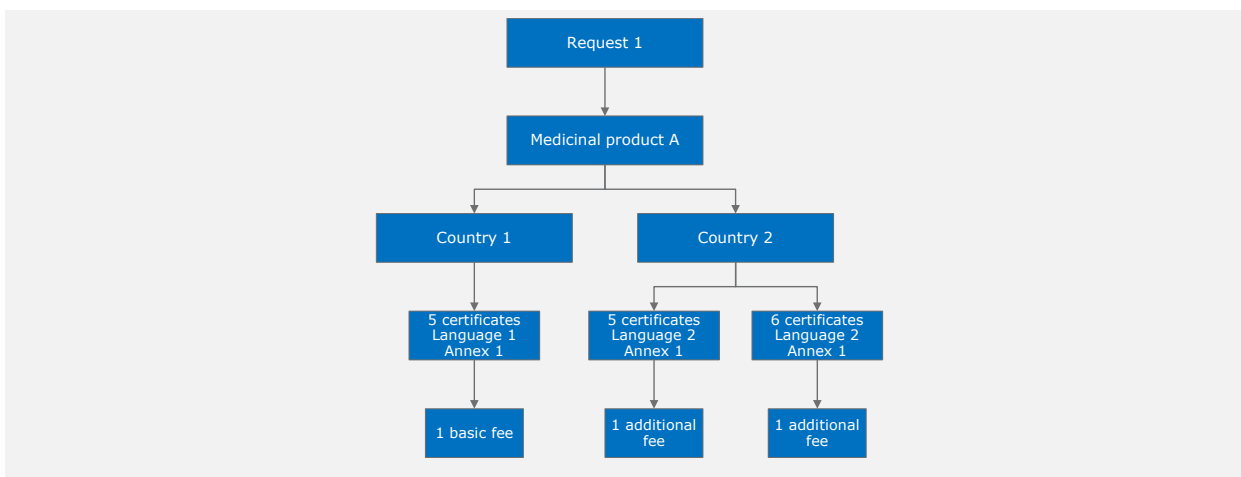 Request 1
Medicinal product A
Country 1
Country 2
5 certificates
Language 1
Annex 1
5 certificates
Language 2
Annex 1
6 certificates
Language 2
Annex 1
1 basic fee
1 additional
fee
1 additional
fee